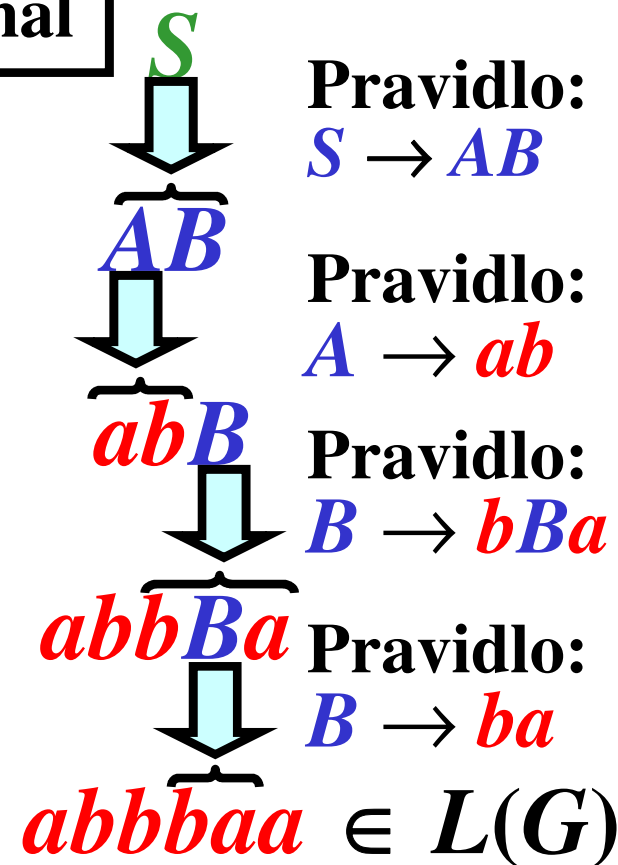 nal
S
Pravidlo:
S → AB
AB
Pravidlo:
A → ab
abB
Pravidlo:
B → bBa
abbBa
Pravidlo:
B → ba
abbbaa ∈ L(G)